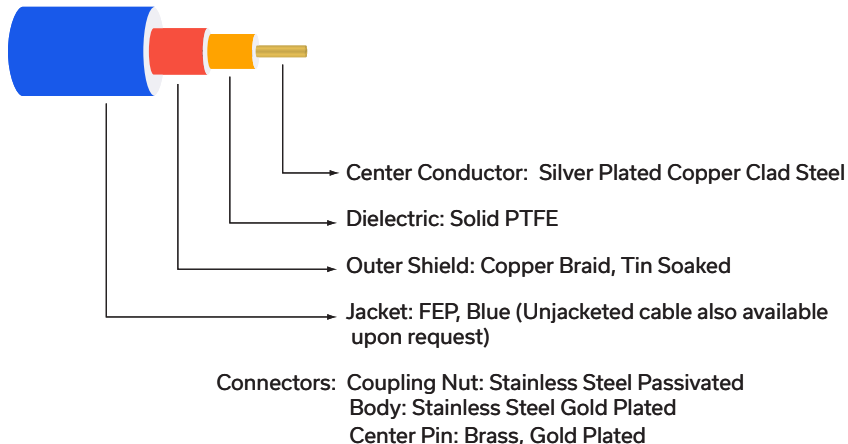 Center Conductor:  Silver Plated Copper Clad Steel
Dielectric: Solid PTFE
Outer Shield: Copper Braid, Tin Soaked
Jacket: FEP, Blue (Unjacketed cable also available
upon request)
Connectors:  Coupling Nut: Stainless Steel Passivated
Body: Stainless Steel Gold Plated
Center Pin: Brass, Gold Plated